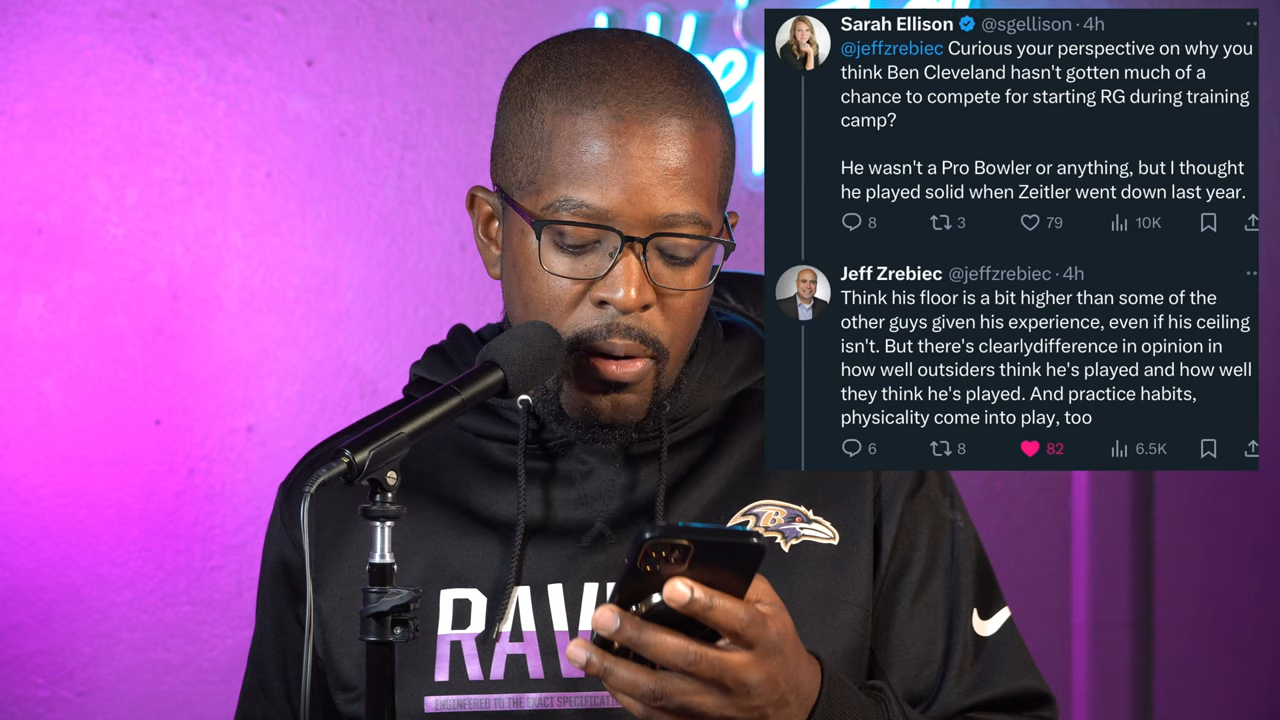 Sarah Ellison @sgellison · 4h
@jeffzrebiec Curious your perspective on why you
think Ben Cleveland hasn't gotten much of a
chance to compete for starting RG during training
camp?
He wasn't a Pro Bowler or anything, but I thought
he played solid when Zeitler went down last year.
8 3 79 10K
Jeff Zrebiec @jeffzrebiec · 4h
Think his floor is a bit higher than some of the
other guys given his experience, even if his ceiling
isn't. But there's clearlydifference in opinion in
how well outsiders think he's played and how well
they think he's played. And practice habits,
physicality come into play, too
6 8 82 6.5K
B
RAV
ENGINEERED TO THE EXACT SPECIFICATI